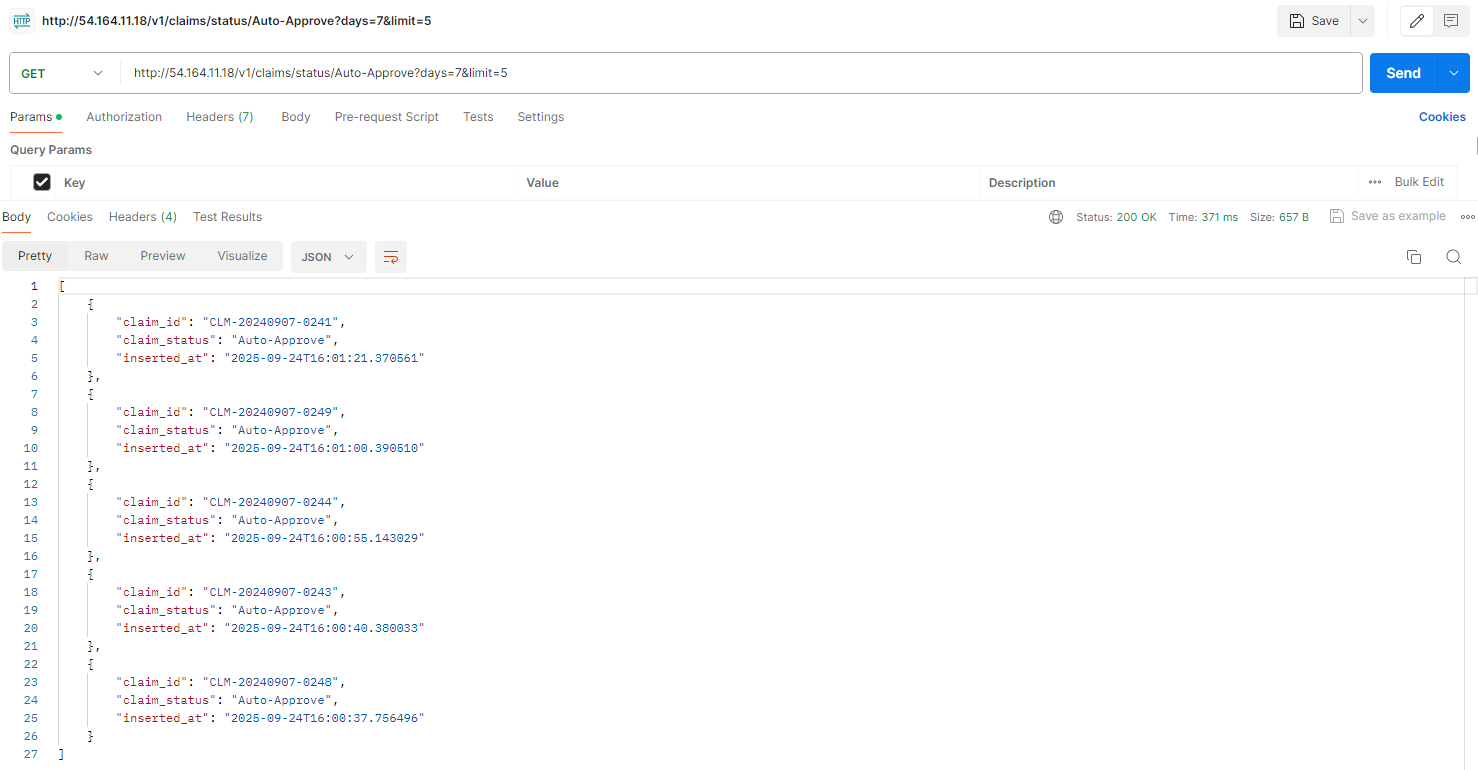 HTTP http://54.164.11.18/v1/claims/status/Auto-Approve?days=7&limit=5 Save
GET http://54.164.11.18/v1/claims/status/Auto-Approve?days=7&limit=5 Send
Params Authorization Headers (7) Body Pre-request Script Tests Settings Cookies
Query Params
Key Value Description ••• Bulk Edit
Body Cookies Headers (4) Test Results Status: 200 OK Time: 371 ms Size: 657 B Save as example •••
Pretty Raw Preview Visualize JSON
1 [
2 {
3 "claim_id": "CLM-20240907-0241",
4 "claim_status": "Auto-Approve",
5 "inserted_at": "2025-09-24T16:01:21.370561"
6 },
7 {
8 "claim_id": "CLM-20240907-0249",
9 "claim_status": "Auto-Approve",
10 "inserted_at": "2025-09-24T16:01:00.390510"
11 },
12 {
13 "claim_id": "CLM-20240907-0244",
14 "claim_status": "Auto-Approve",
15 "inserted_at": "2025-09-24T16:00:55.143029"
16 },
17 {
18 "claim_id": "CLM-20240907-0243",
19 "claim_status": "Auto-Approve",
20 "inserted_at": "2025-09-24T16:00:40.380033"
21 },
22 {
23 "claim_id": "CLM-20240907-0248",
24 "claim_status": "Auto-Approve",
25 "inserted_at": "2025-09-24T16:00:37.756496"
26 }
27 ]